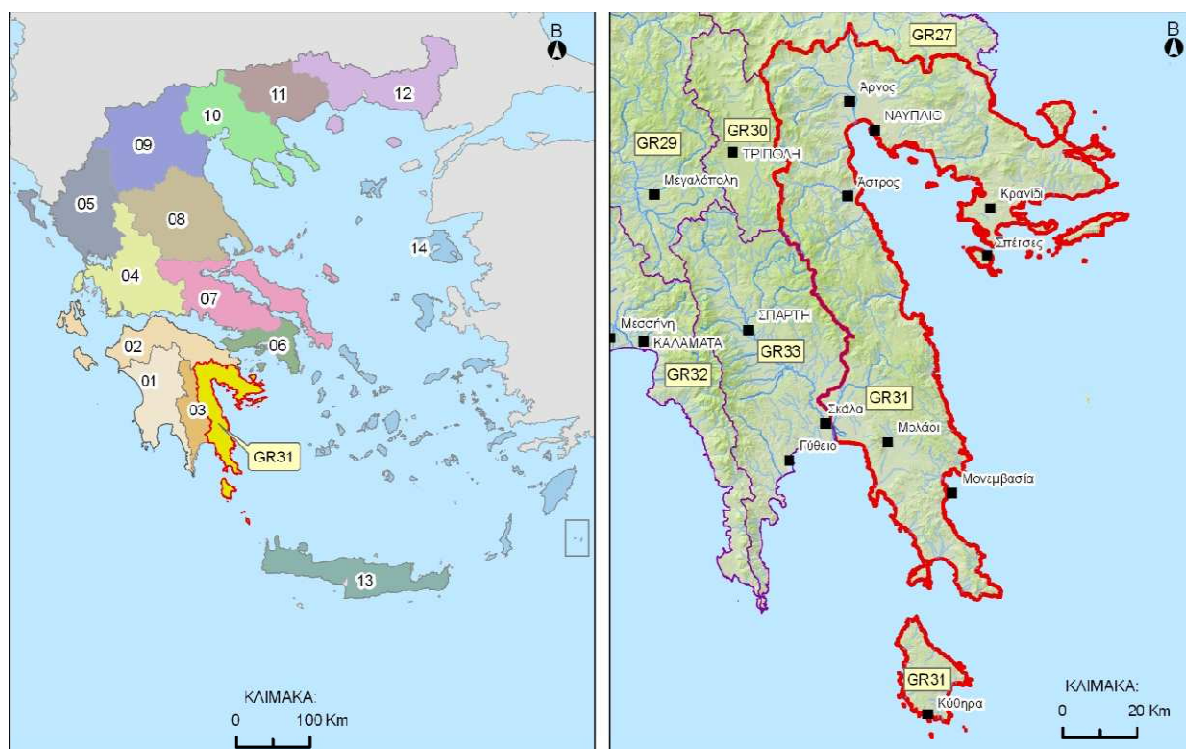 B
11
12
10
09
05
08
14
04
07
06
02
01
03
GR31
13
ΚΛΙΜΑΚΑ:
0 100 Km
B
GR27
Άργος
ΝΑΥΠΛΙΟ
GR30
ΤΡΙΠΟΛΗ
GR29
Μεγαλόπολη
Άστρος
Κρανίδι
Σπέτσες
Μεσσήνη
ΣΠΑΡΤΗ
ΚΑΛΑΜΑΤΑ
GR33
GR32
GR31
Σκάλα
Μολάοι
Γύθειο
Μονεμβασία
GR31
Κύθηρα
ΚΛΙΜΑΚΑ:
0 20 Km